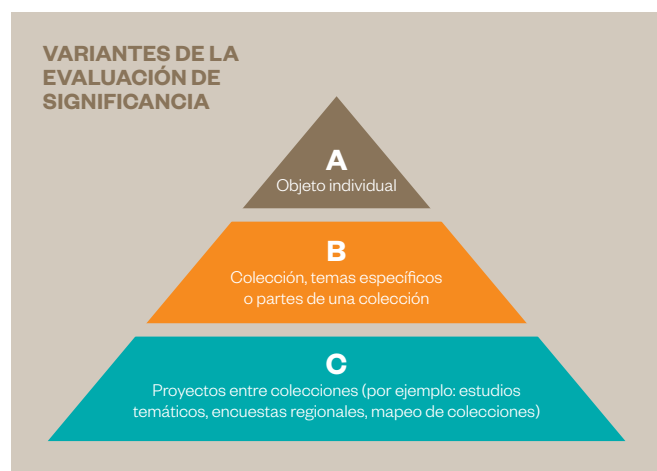 VARIANTES DE LA
EVALUACIÓN DE
SIGNIFICANCIA
A
Objeto individual
B
Colección, temas específicos
o partes de una colección
C
Proyectos entre colecciones (por ejemplo: estudios
temáticos, encuestas regionales, mapeo de colecciones)